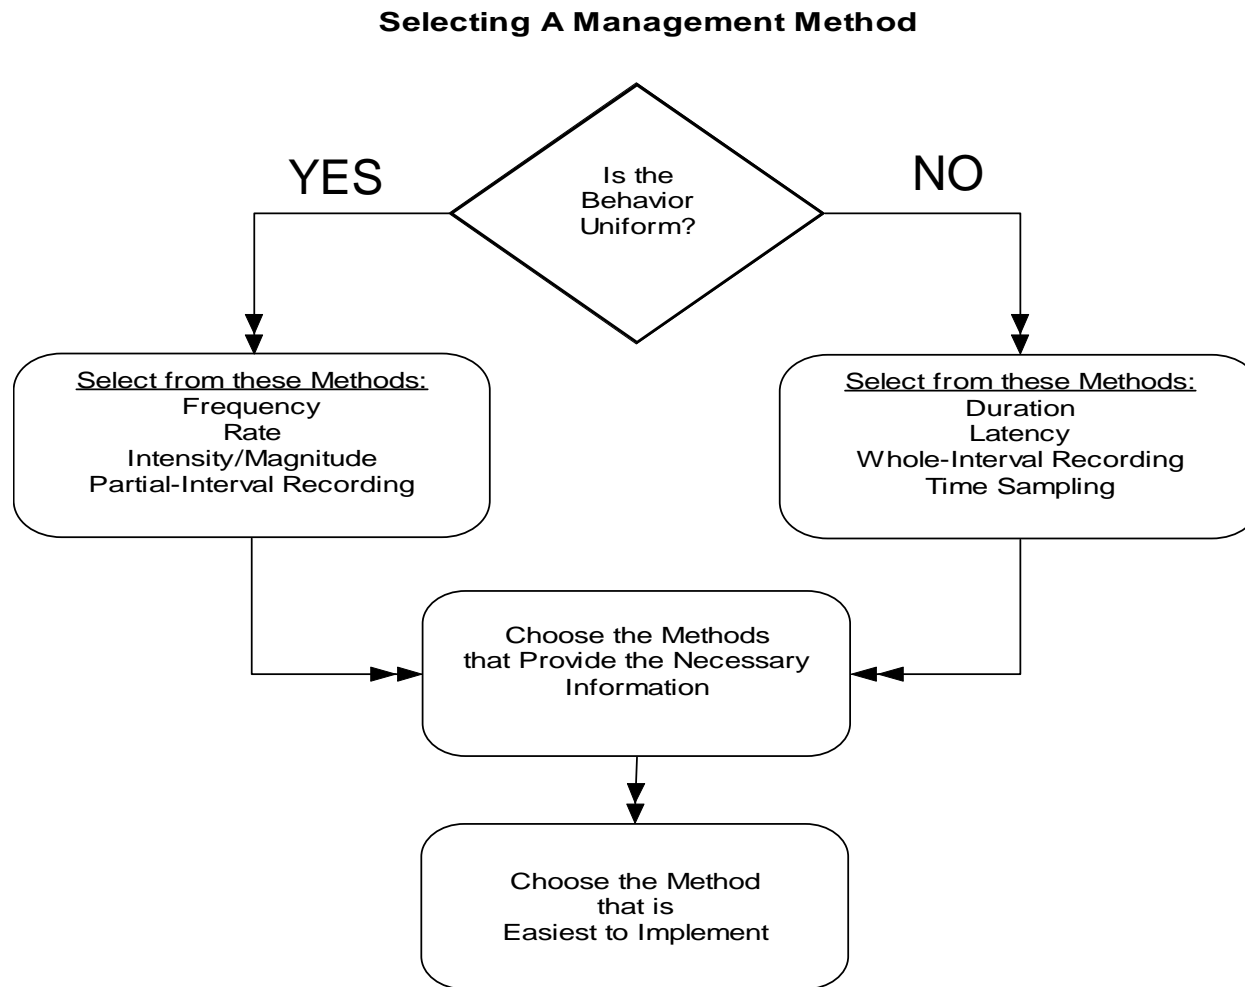 Selecting A Management Method
YES
NO
Is the
Behavior
Uniform?
Select from these Methods:
Frequency
Rate
Intensity/Magnitude
Partial-Interval Recording
Select from these Methods:
Duration
Latency
Whole-Interval Recording
Time Sampling
Choose the Methods
that Provide the Necessary
Information
Choose the Method
that is
Easiest to Implement